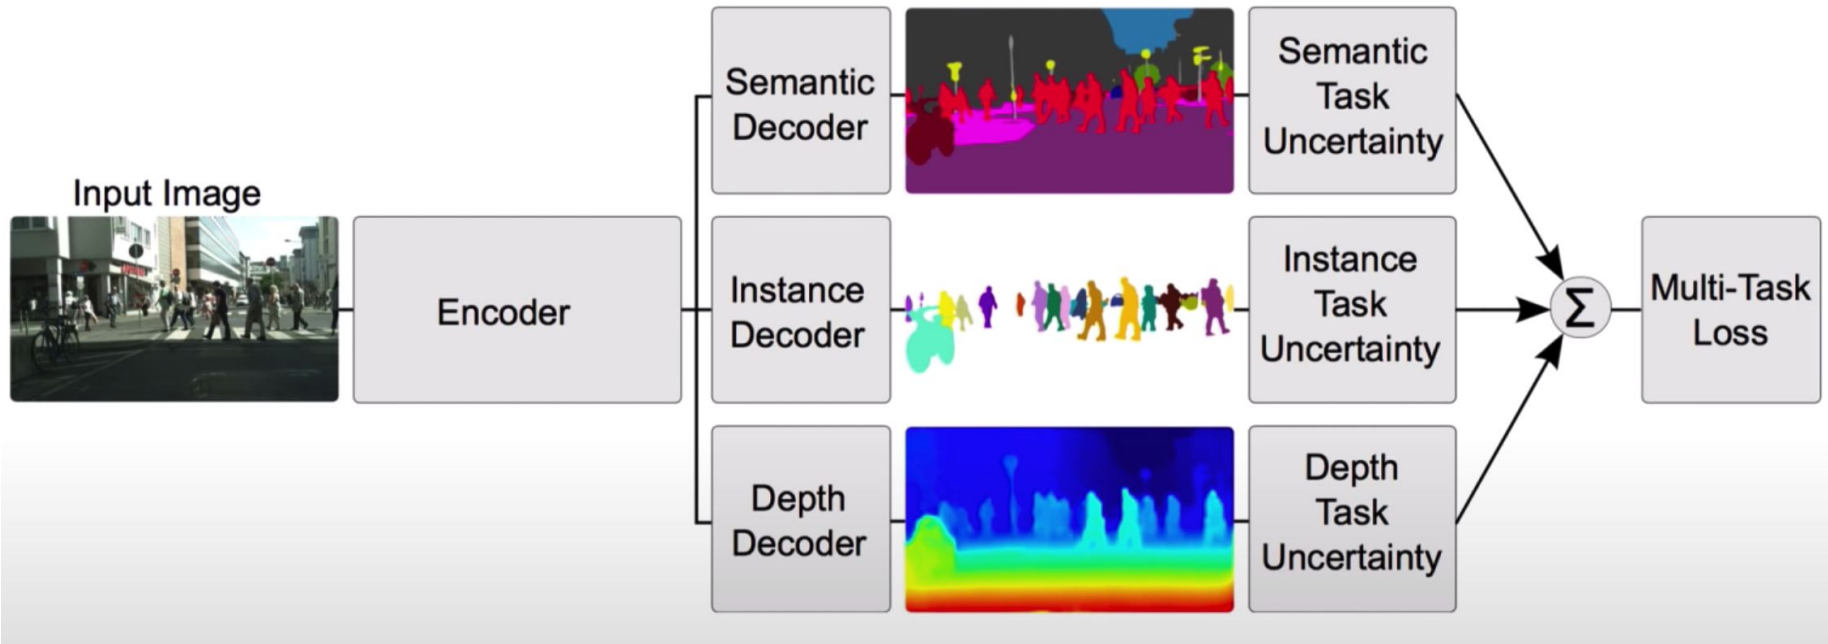 Input Image
Encoder
Semantic
Decoder
Instance
Decoder
Depth
Decoder
Semantic
Task
Uncertainty
Instance
Task
Uncertainty
Depth
Task
Uncertainty
Σ
Multi-Task
Loss